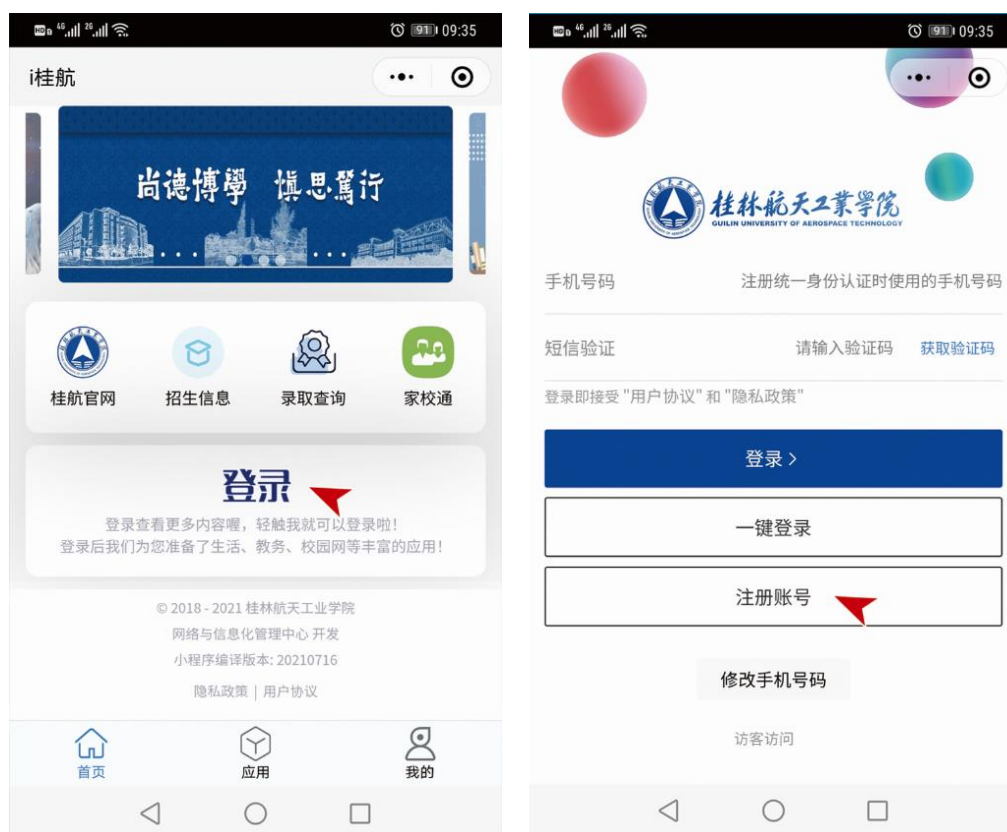 HD 4G 2G 91 09:35
i桂航
尚德博學 慎思篤行
桂航官网 招生信息 录取查询 家校通
登录
登录查看更多内容喔，轻触我就可以登录啦！
登录后我们为您准备了生活、教务、校园网等丰富的应用！
© 2018 - 2021 桂林航天工业学院
网络与信息化管理中心 开发
小程序编译版本: 20210716
隐私政策 | 用户协议
首页 应用 我的
HD 4G 2G 91 09:35
桂林航天工業學院
GUILIN UNIVERSITY OF AEROSPACE TECHNOLOGY
手机号码 注册统一身份认证时使用的手机号码
短信验证 请输入验证码 获取验证码
登录即接受 "用户协议" 和 "隐私政策"
登录 >
一键登录
注册账号
修改手机号码
访客访问